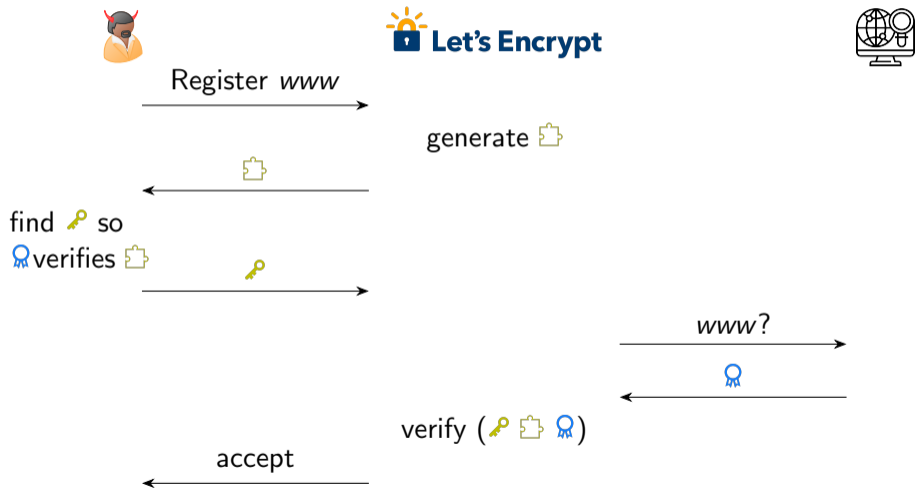 Let's Encrypt
Register www
generate
find so
verifies
www?
verify ( )
accept